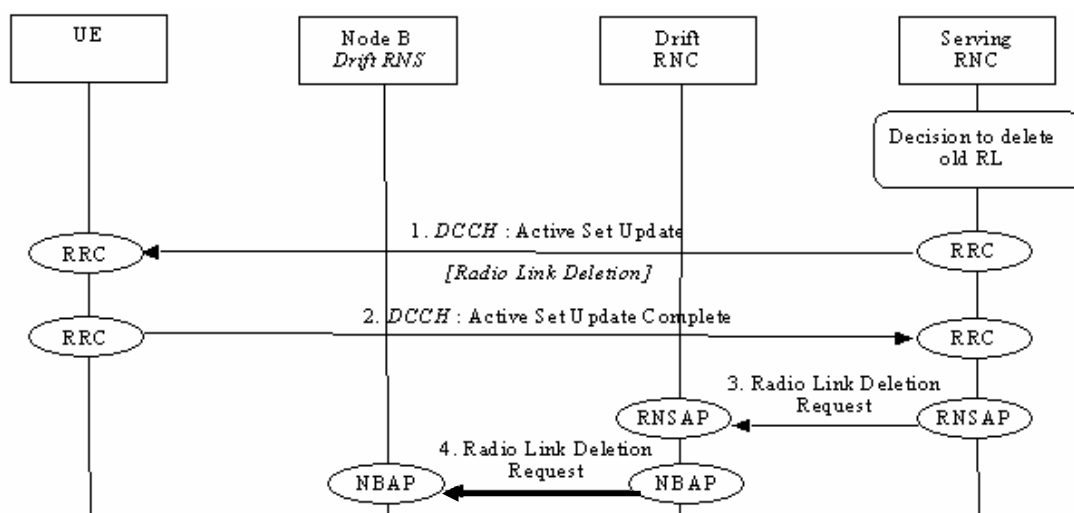 UE
Node B
Drift RNS
Drift
RNC
Serving
RNC
Decision to delete
old RL
1. DCCH : Active Set Update
RRC
RRC
[Radio Link Deletion]
2. DCCH : Active Set Update Complete
RRC
RRC
3. Radio Link Deletion
Request
RNSAP
RNSAP
4. Radio Link Deletion
Request
NBAP
NBAP